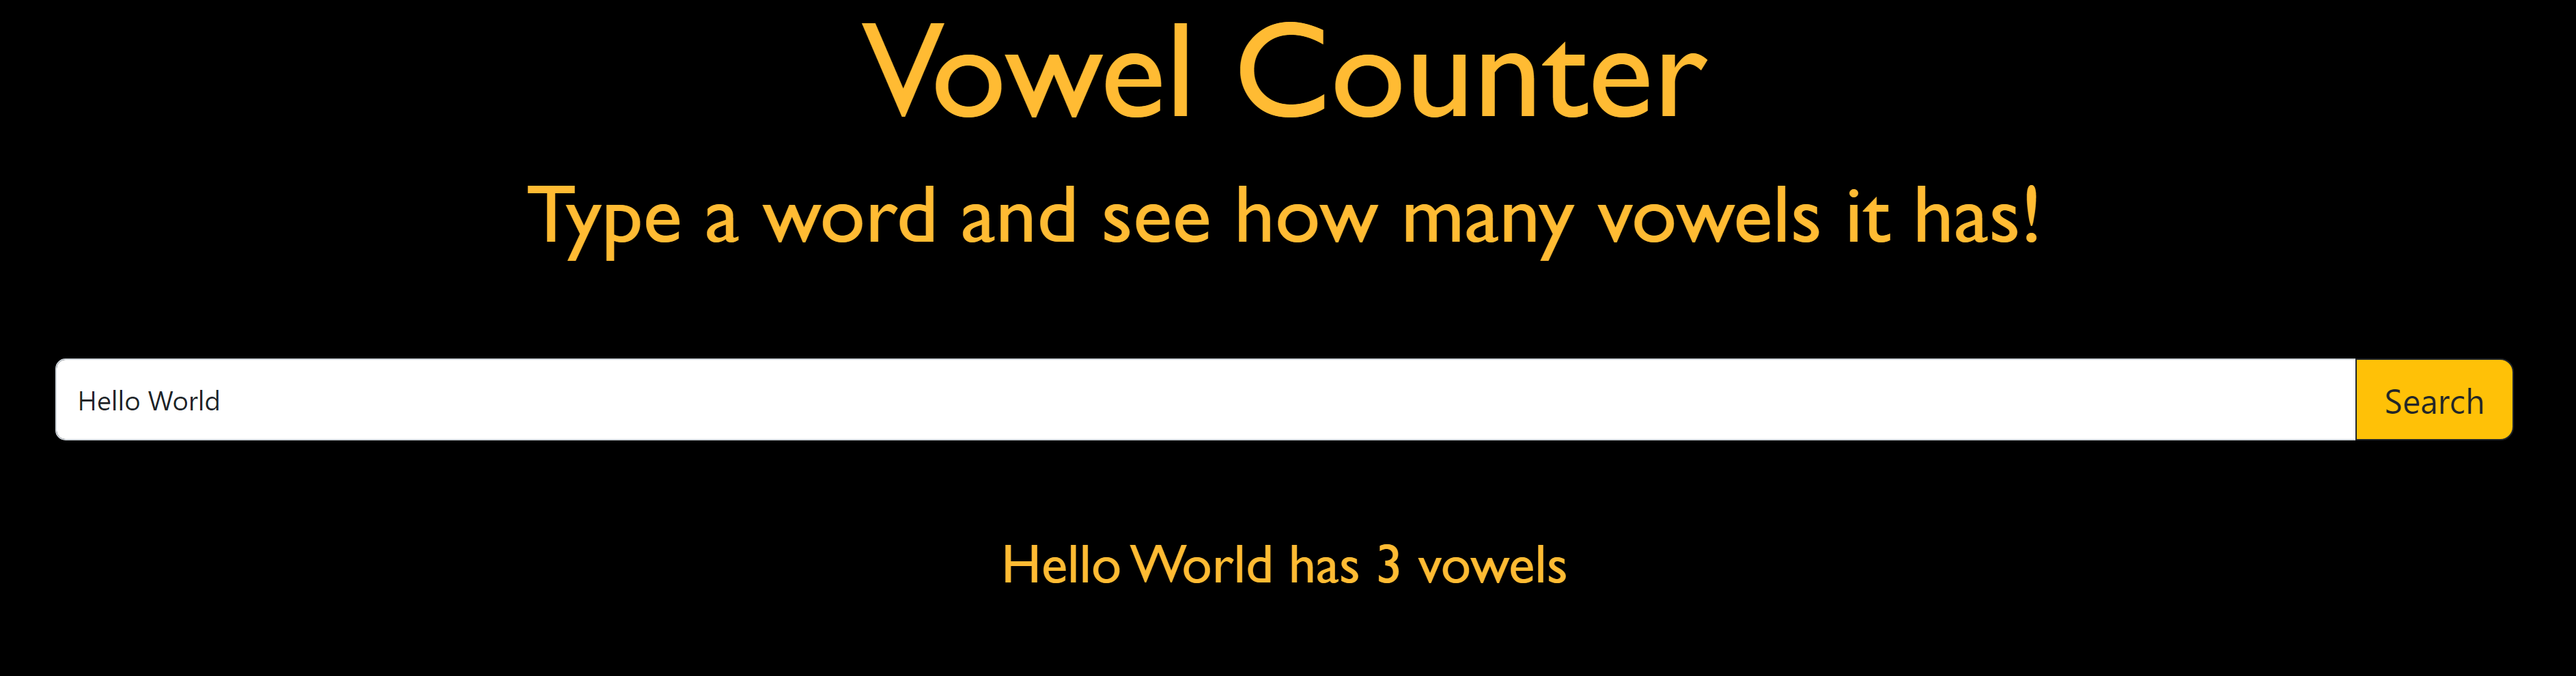 Vowel Counter
Type a word and see how many vowels it has!
Hello World
Search
Hello World has 3 vowels